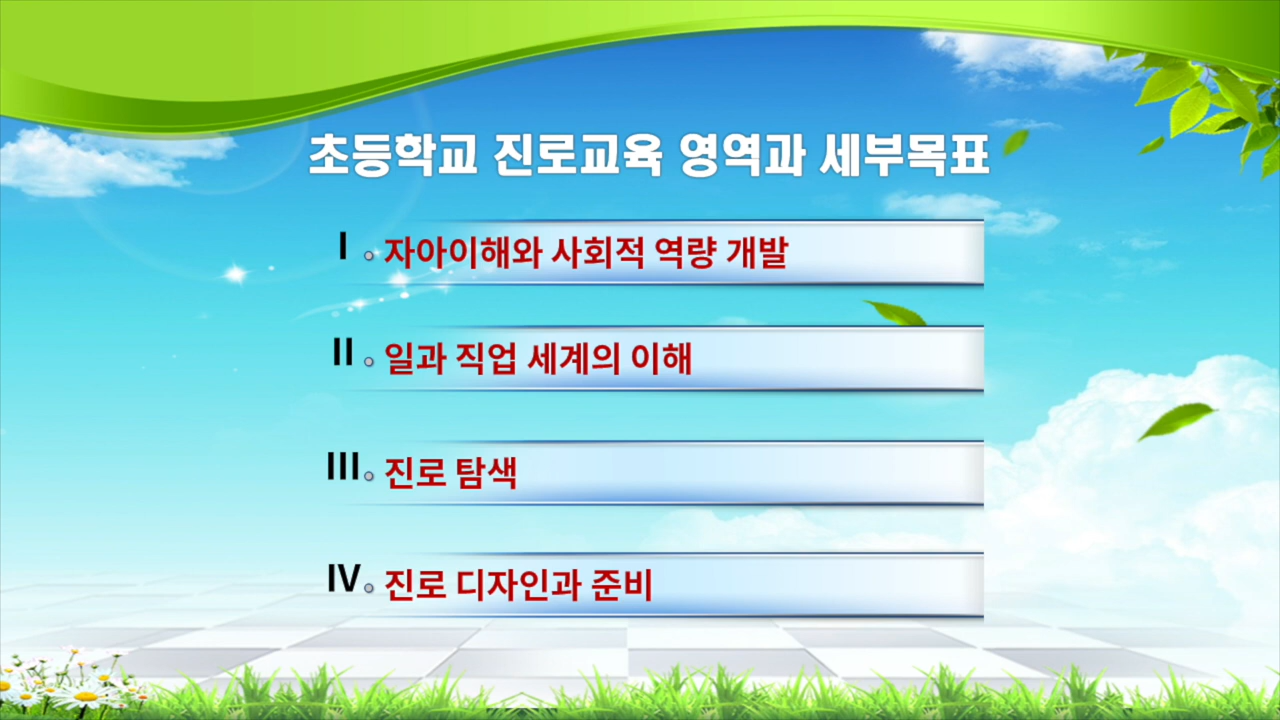 초등학교 진로교육 영역과 세부목표
I. 자아이해와 사회적 역량 개발
II. 일과 직업 세계의 이해
III. 진로 탐색
IV. 진로 디자인과 준비